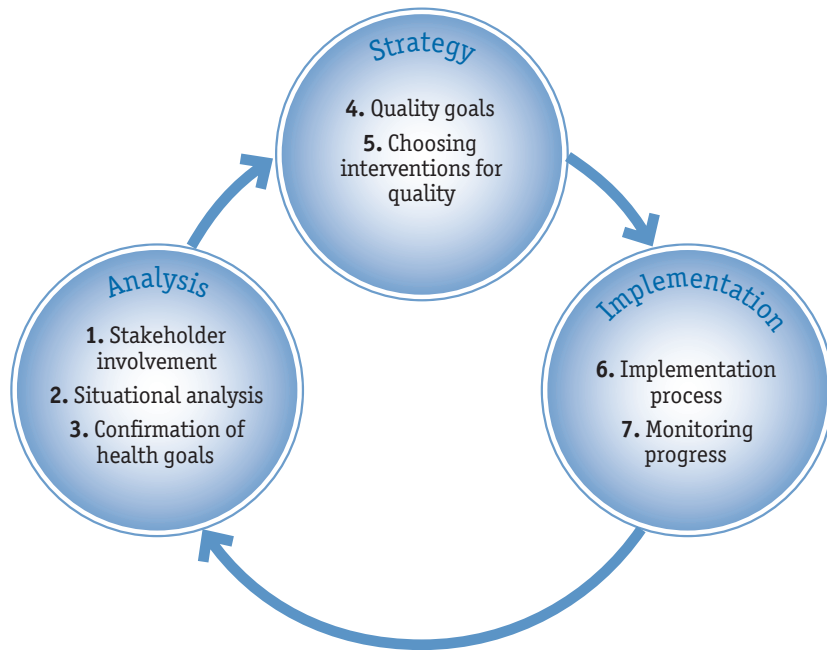 Strategy
4. Quality goals
5. Choosing
interventions for
quality
Analysis
1. Stakeholder
involvement
2. Situational analysis
3. Confirmation of
health goals
Implementation
6. Implementation
process
7. Monitoring
progress